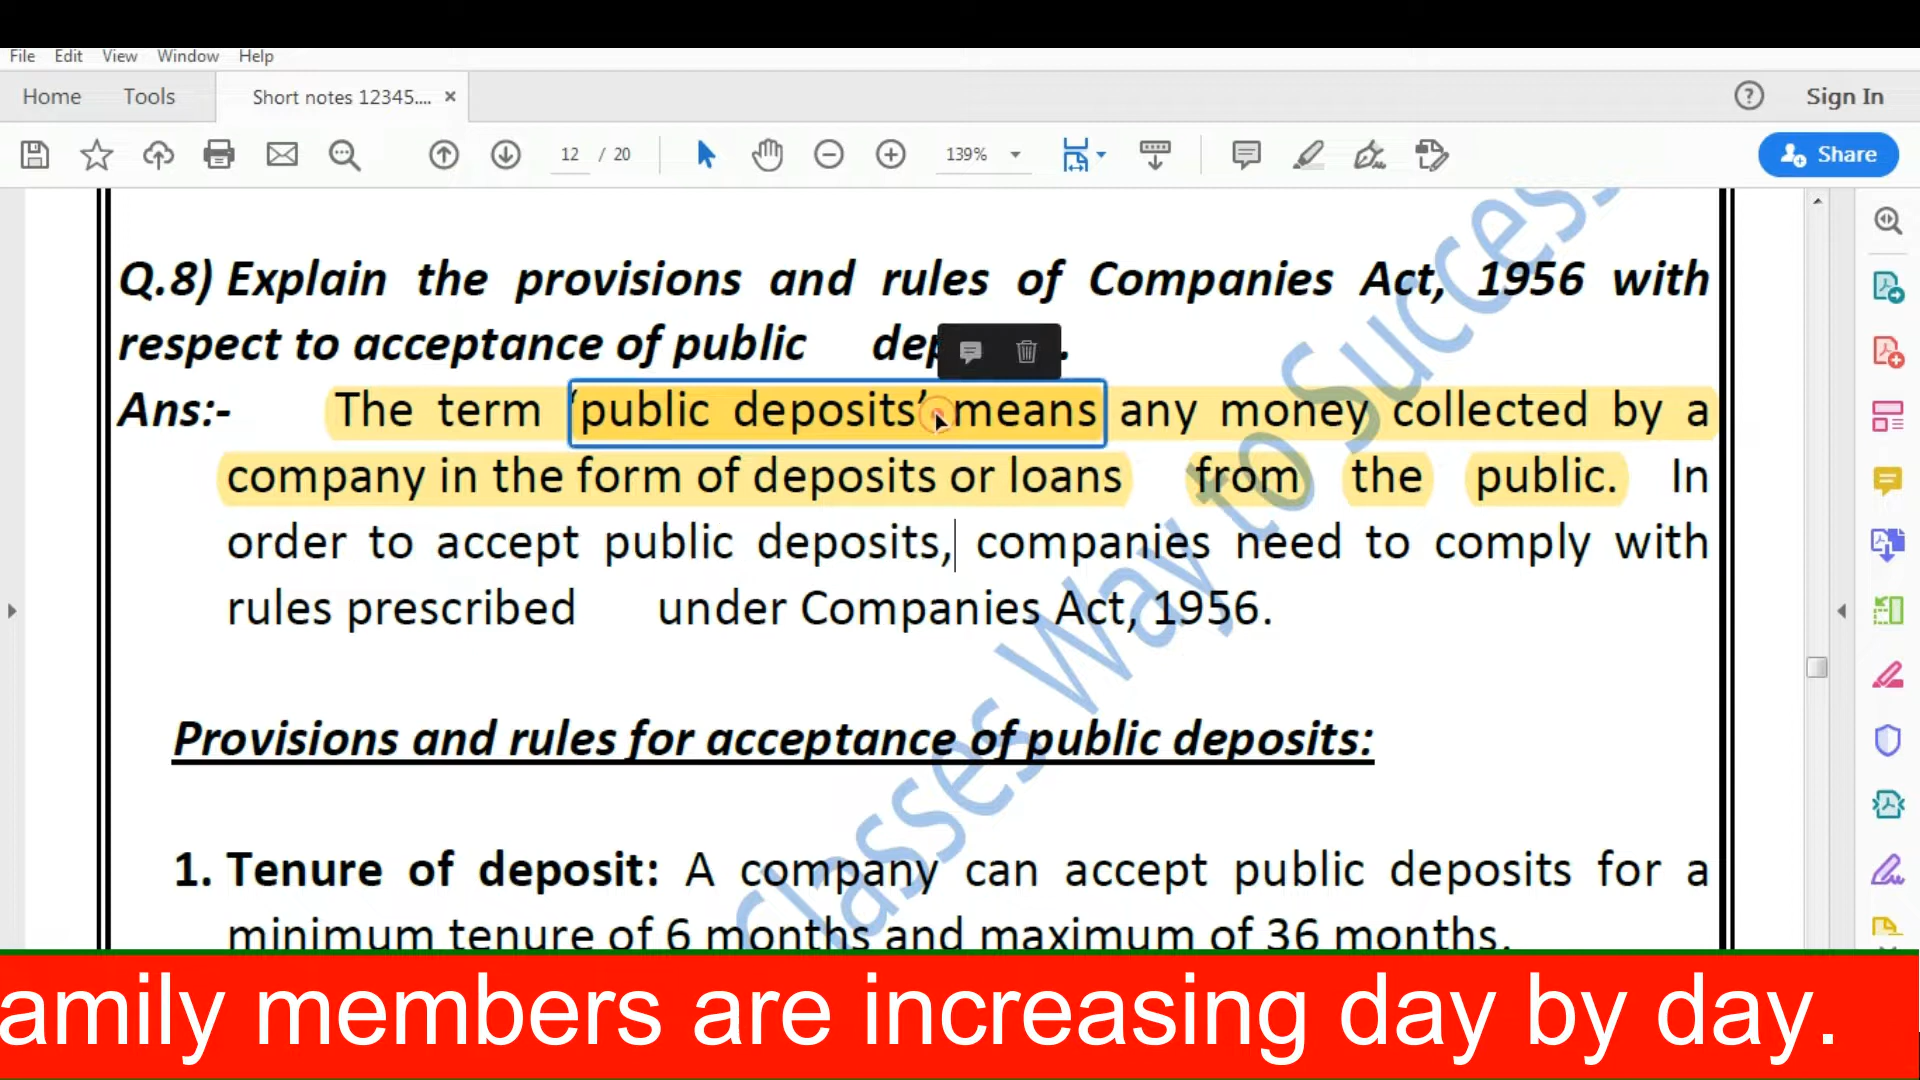 File Edit View Window Help
Home Tools Short notes 12345.... × Sign In
12 / 20 139% Share
Q.8) Explain the provisions and rules of Companies Act, 1956 with
respect to acceptance of public
Ans:- The term ‘public deposits’ means any money collected by a
company in the form of deposits or loans from the public. In
order to accept public deposits, companies need to comply with
rules prescribed under Companies Act, 1956.
Provisions and rules for acceptance of public deposits:
1. Tenure of deposit: A company can accept public deposits for a
minimum tenure of 6 months and maximum of 36 months.
Classes Way to Success
amily members are increasing day by day.